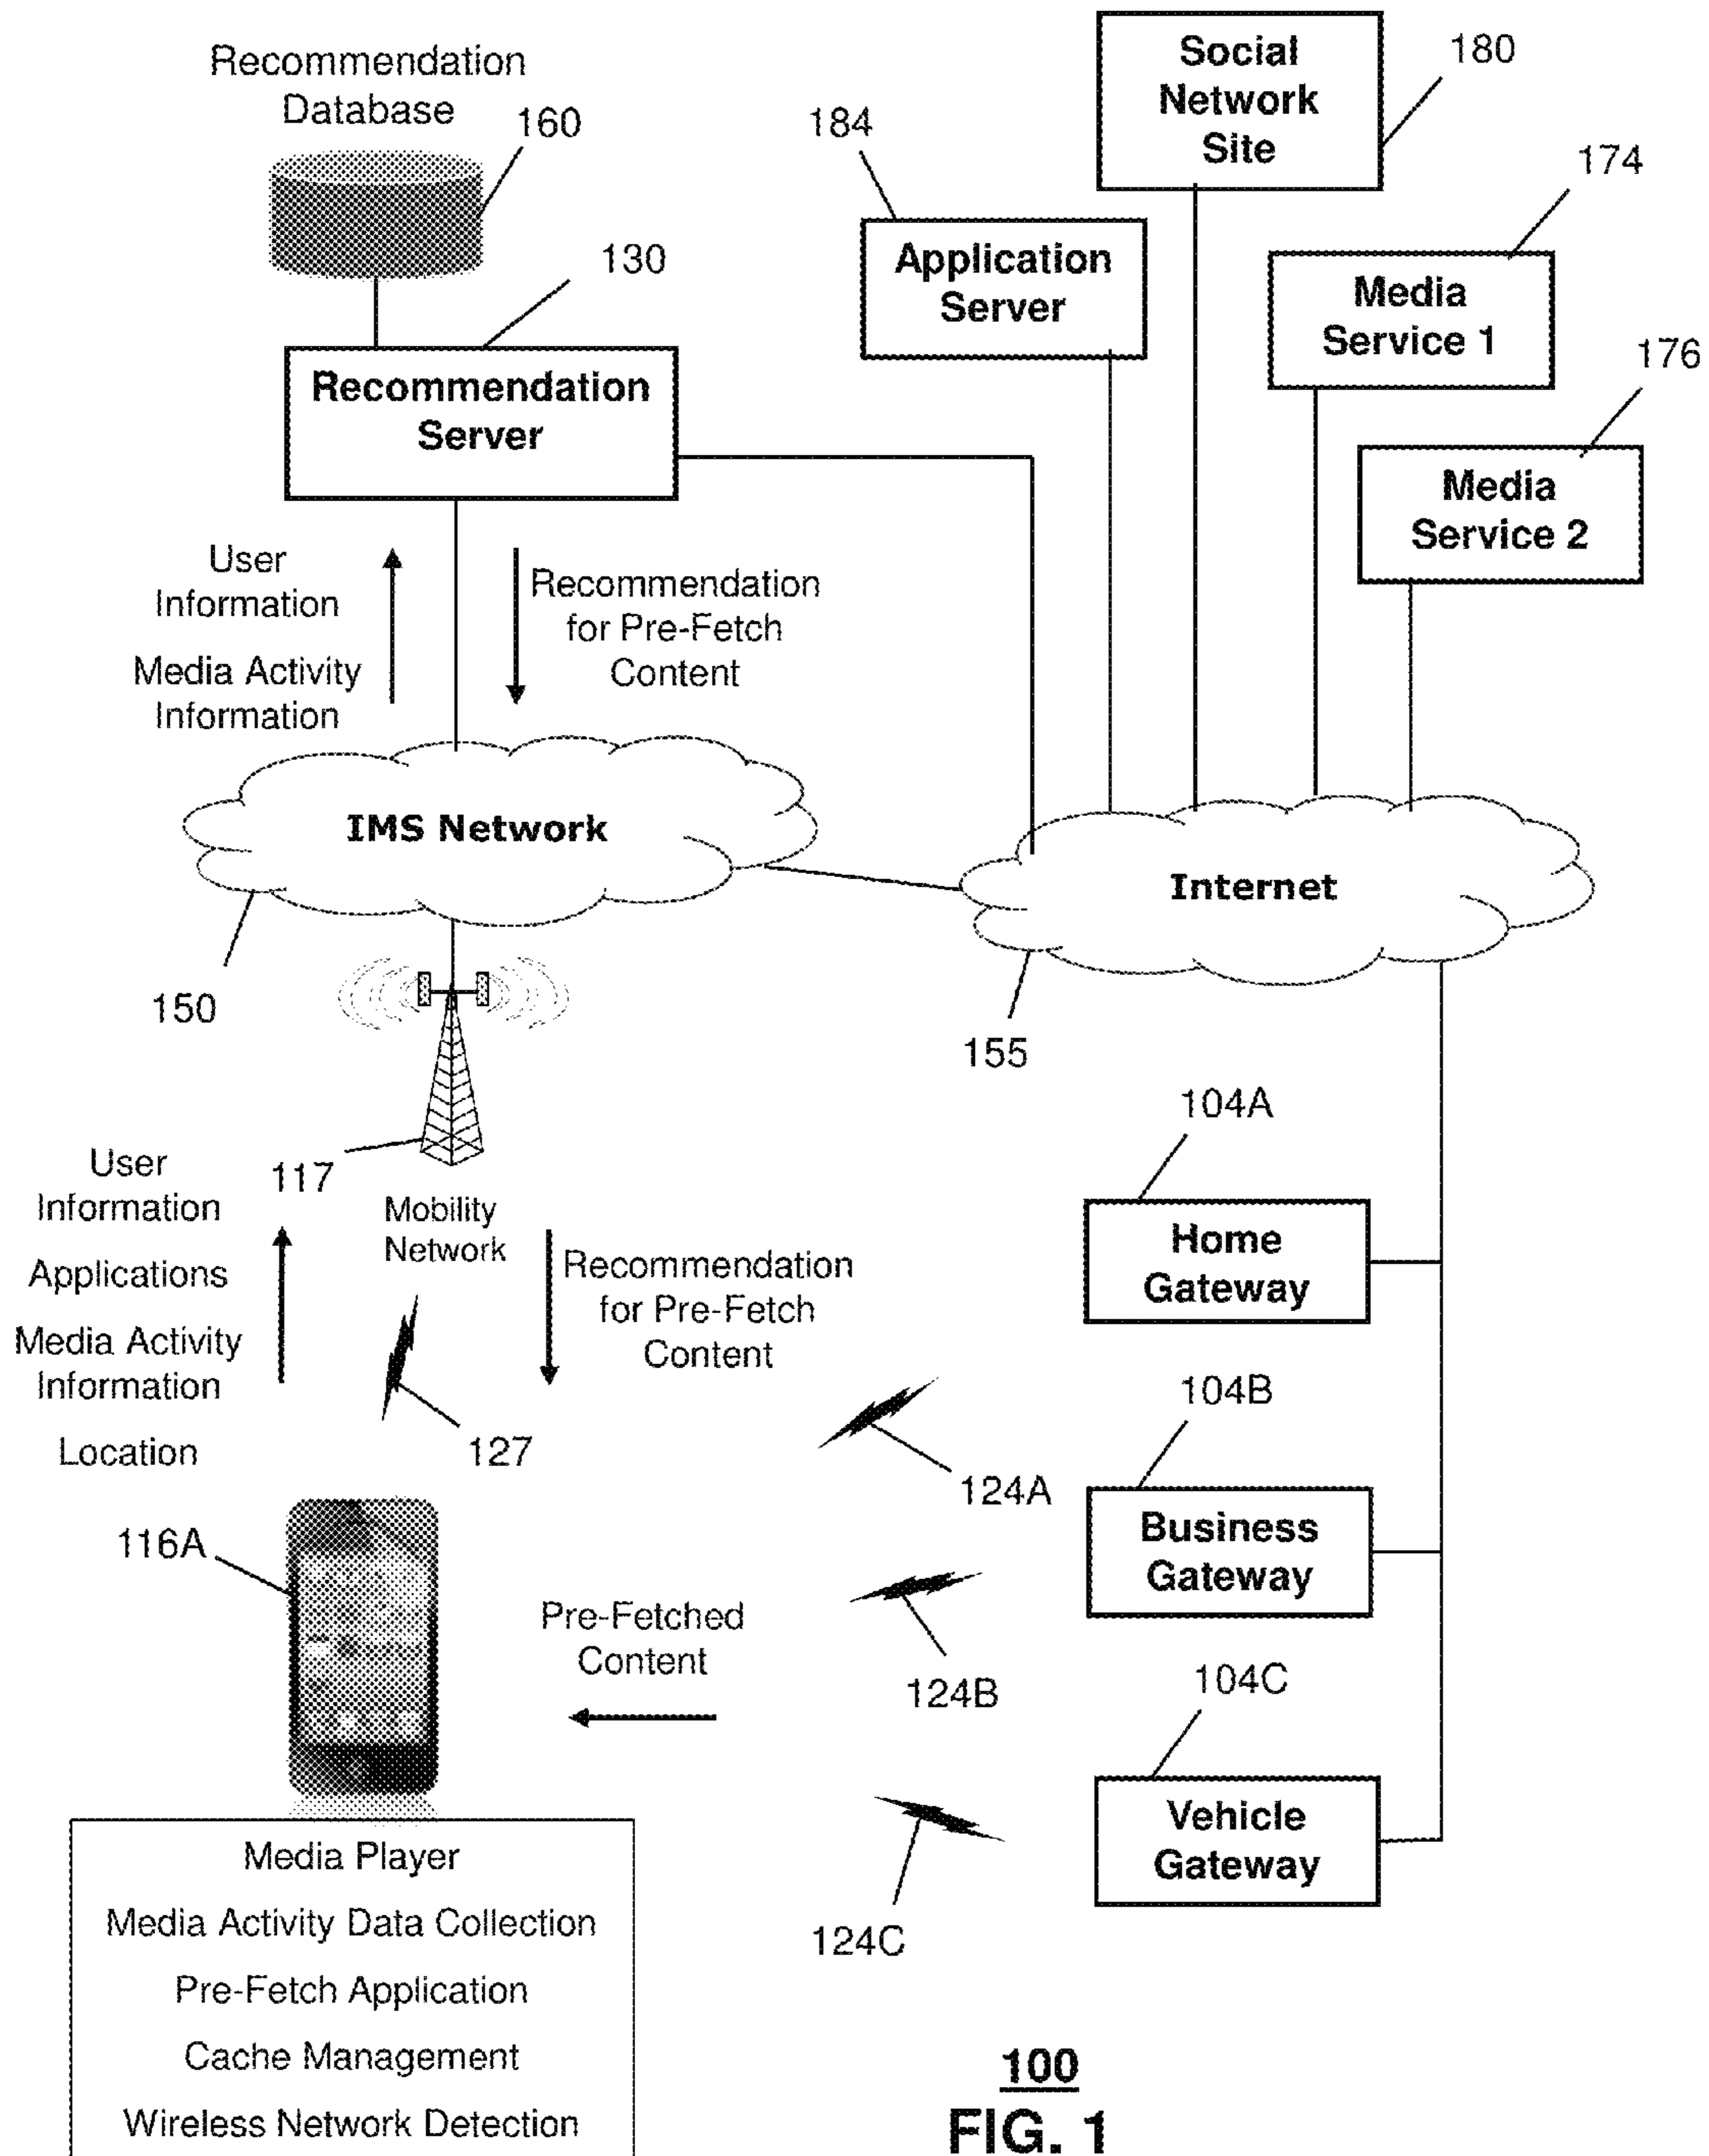 Recommendation
Database
160
Social
Network
Site
180
184
174
Application
Server
130
Media
Service 1
176
Recommendation
Server
Media
Service 2
User
Information
Media Activity
Information
Recommendation
for Pre-Fetch
Content
IMS Network
Internet
150
155
104A
117
User
Information
Applications
Media Activity
Information
Location
Mobility
Network
Recommendation
for Pre-Fetch
Content
Home
Gateway
104B
127
124A
Business
Gateway
116A
Pre-Fetched
Content
124B
104C
Vehicle
Gateway
124C
Media Player
Media Activity Data Collection
Pre-Fetch Application
Cache Management
Wireless Network Detection
100
FIG. 1